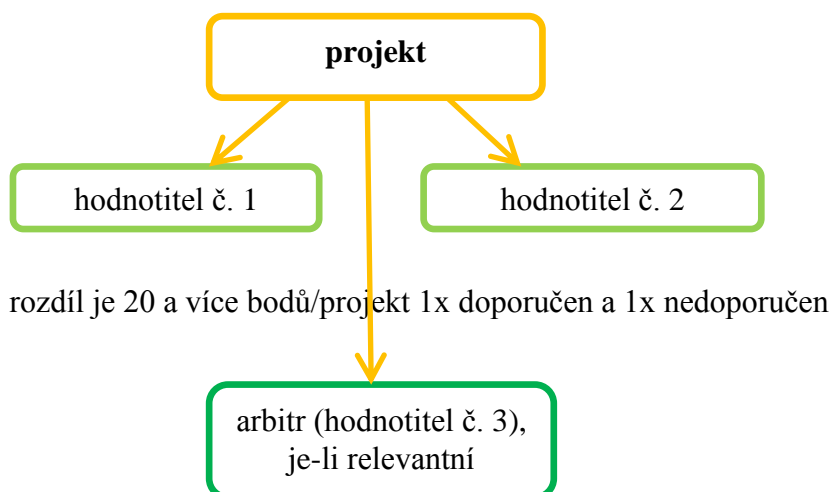 projekt
hodnotitel č. 1
hodnotitel č. 2
rozdíl je 20 a více bodů/projekt 1x doporučen a 1x nedoporučen
arbitr (hodnotitel č. 3),
je-li relevantní